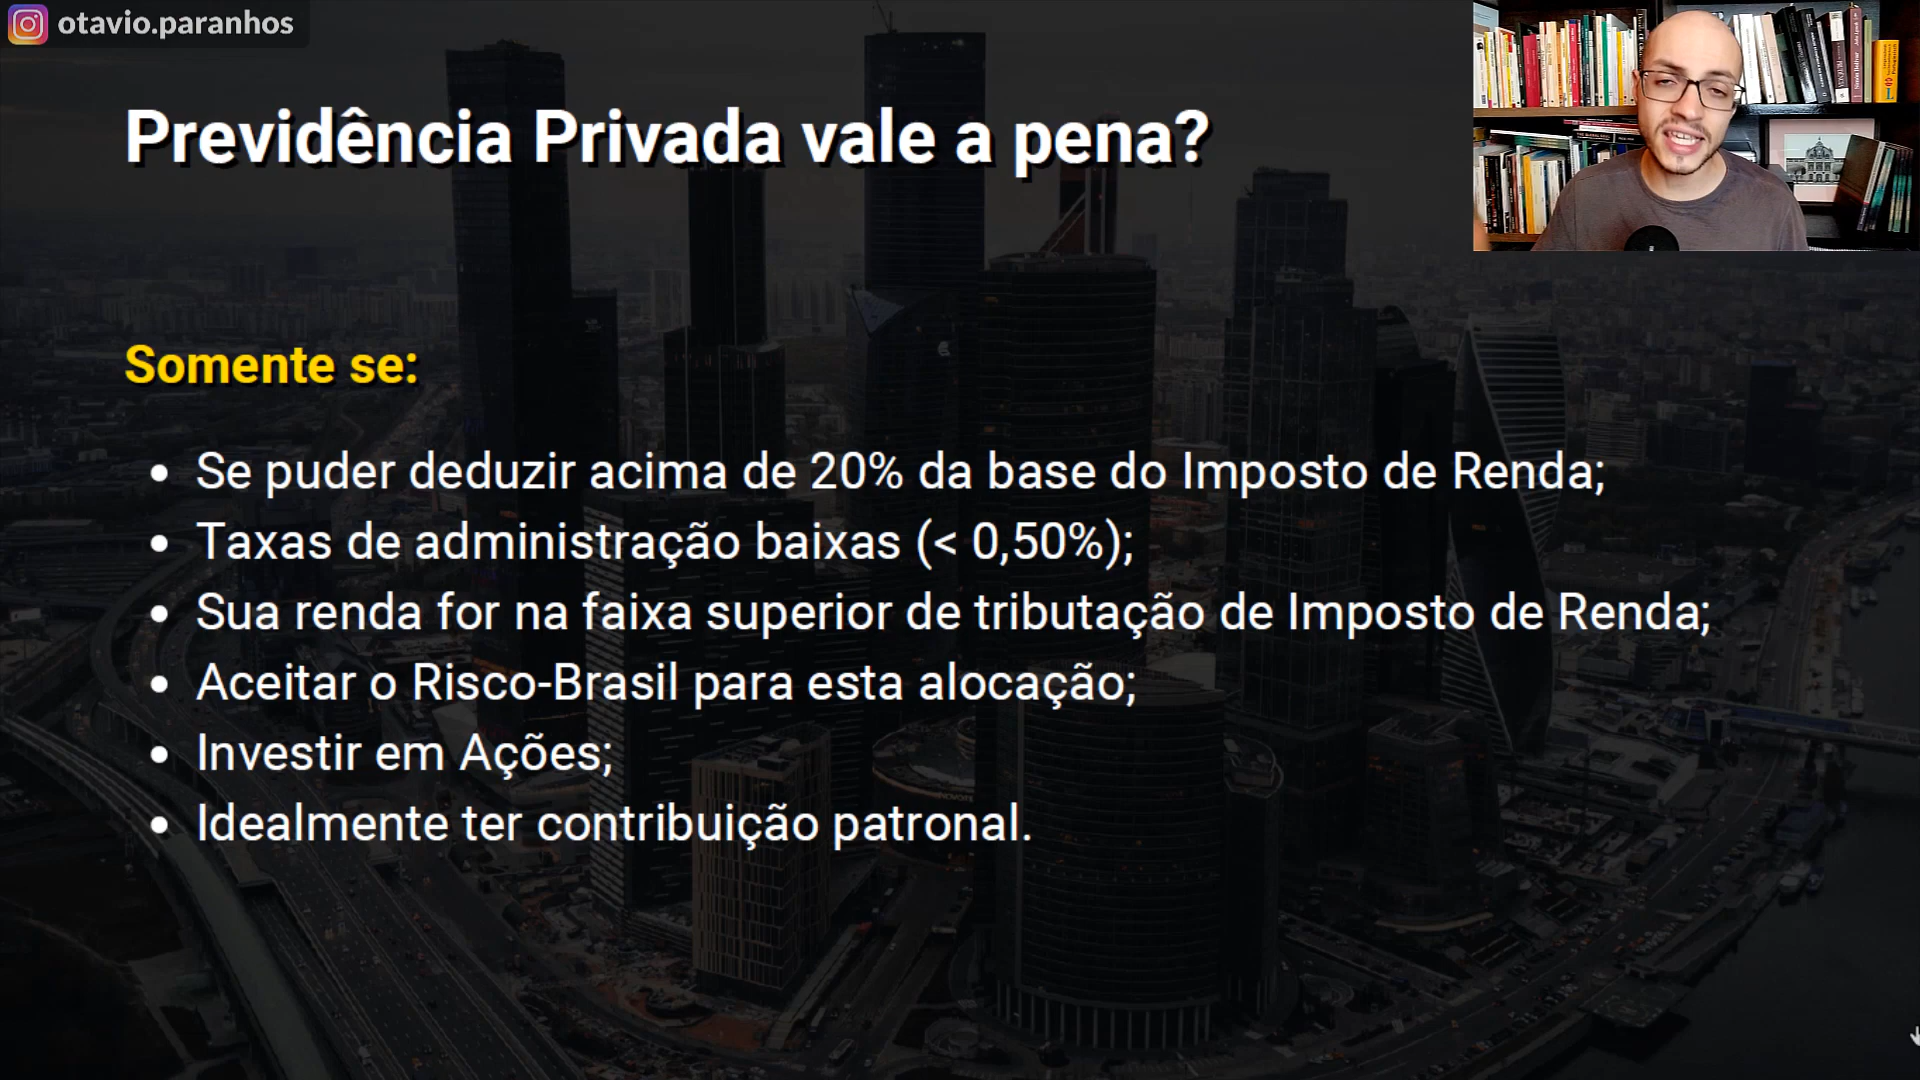 otavio.paranhos
Previdência Privada vale a pena?
Somente se:
• Se puder deduzir acima de 20% da base do Imposto de Renda;
• Taxas de administração baixas (< 0,50%);
• Sua renda for na faixa superior de tributação de Imposto de Renda;
• Aceitar o Risco-Brasil para esta alocação;
• Investir em Ações;
• Idealmente ter contribuição patronal.